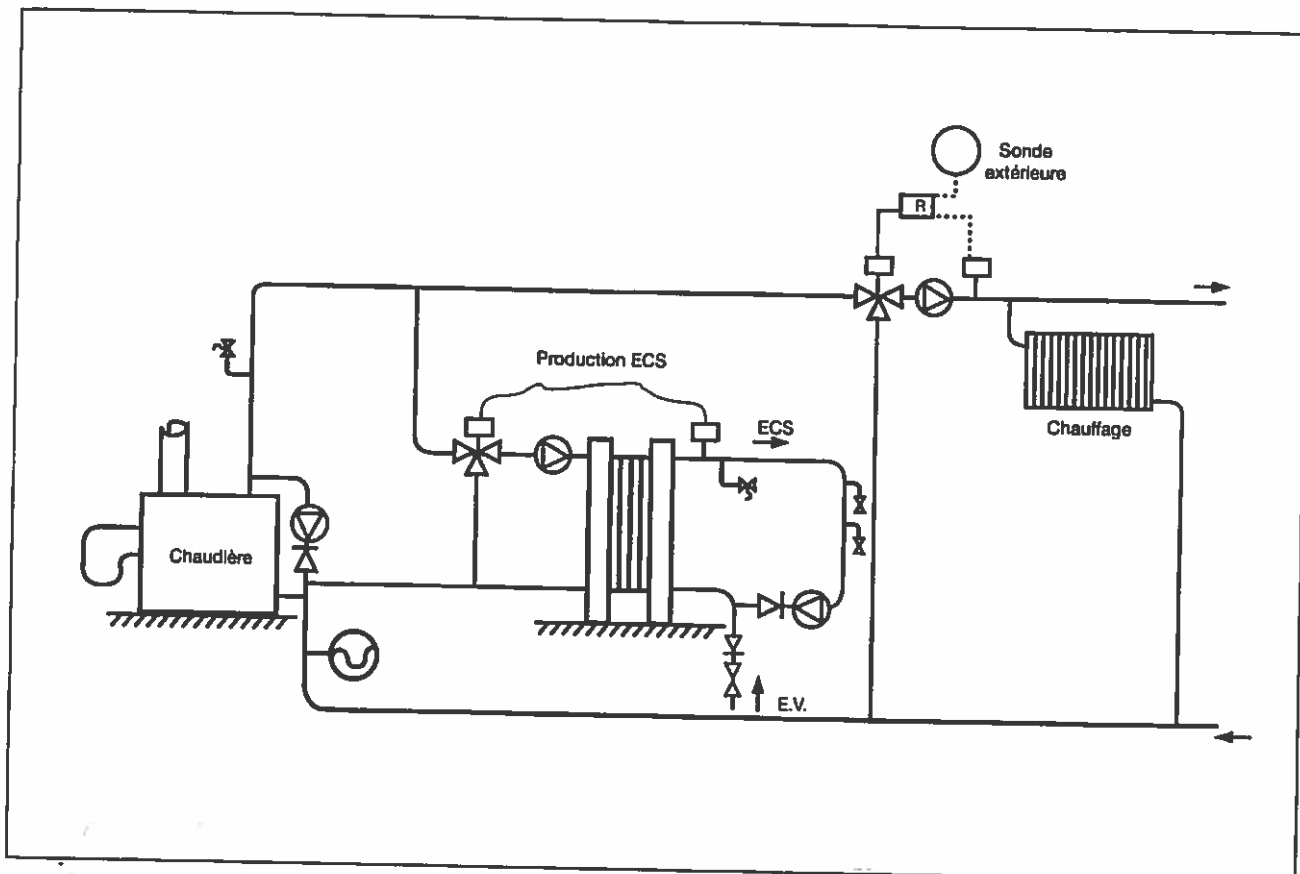 Sonde
extérieure
R
Production ECS
ECS
Chauffage
Chaudière
E.V.